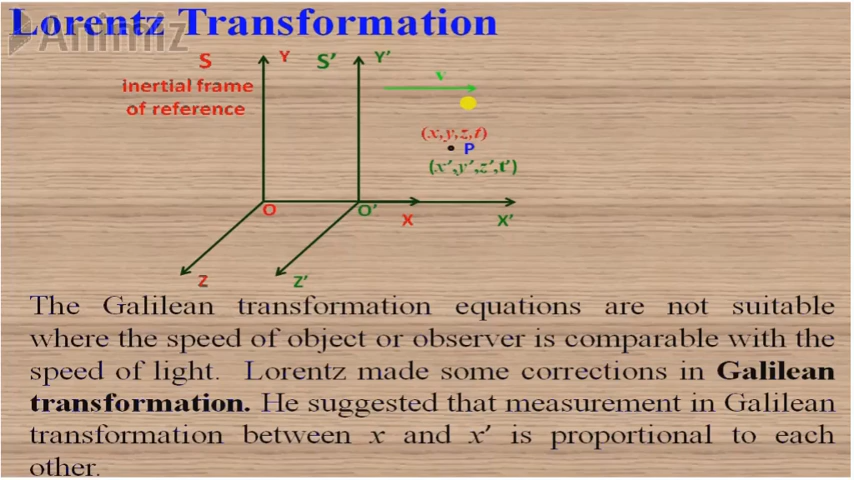 Lorentz Transformation
Animiz
S
Y
S′
Y′
v
inertial frame
of reference
(x,y,z,t)
P
(x′,y′,z′,t′)
O
O′
X
X′
Z
Z′
The Galilean transformation equations are not suitable
where the speed of object or observer is comparable with the
speed of light. Lorentz made some corrections in Galilean
transformation. He suggested that measurement in Galilean
transformation between x and x′ is proportional to each
other.